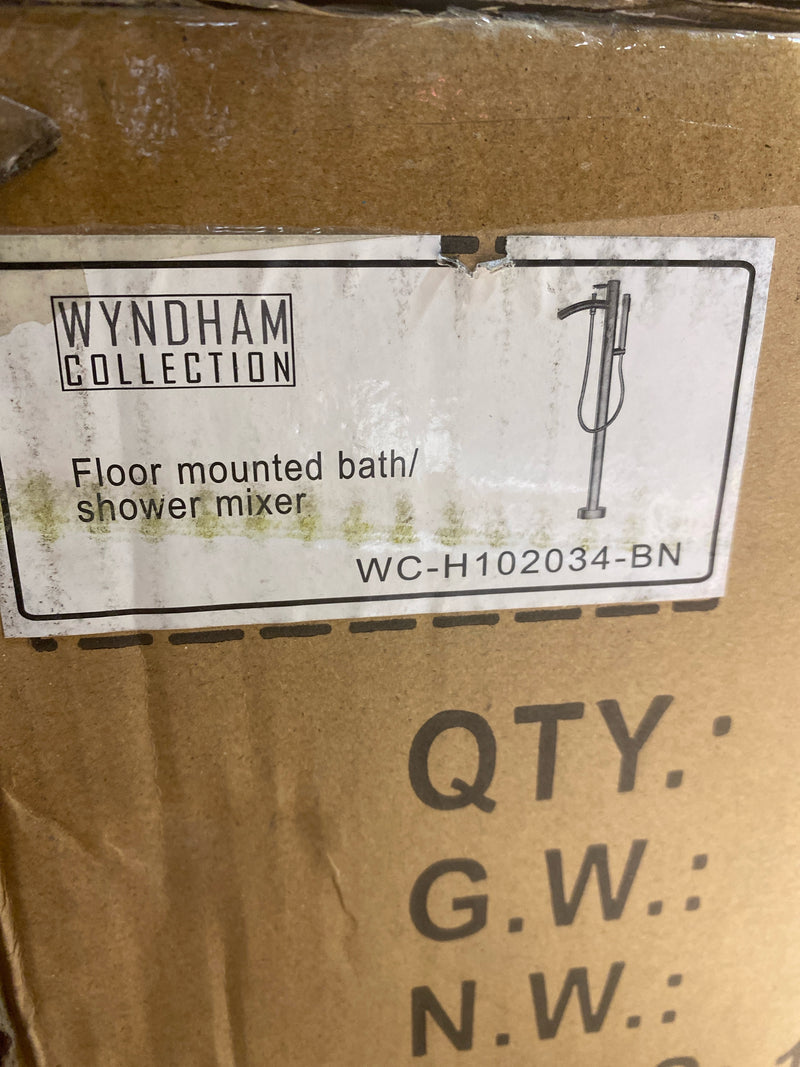 WYNDHAM
COLLECTION
Floor mounted bath/
shower mixer
WC-H102034-BN
QTY.:
G.W.:
N.W.: